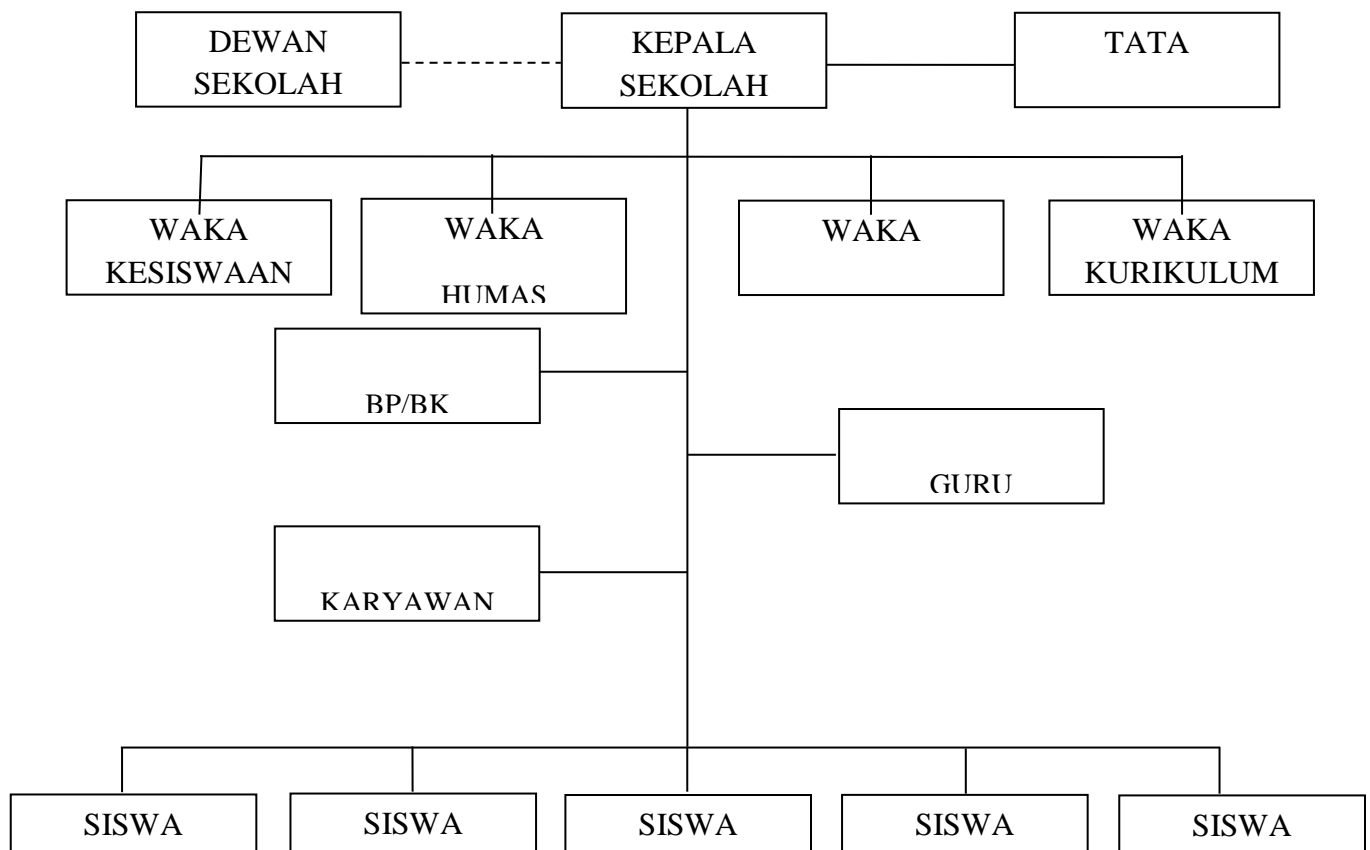 DEWAN
SEKOLAH
KEPALA
SEKOLAH
TATA
WAKA
KESISWAAN
WAKA
HUMAS
WAKA
WAKA
KURIKULUM
BP/BK
GURU
KARYAWAN
SISWA
SISWA
SISWA
SISWA
SISWA